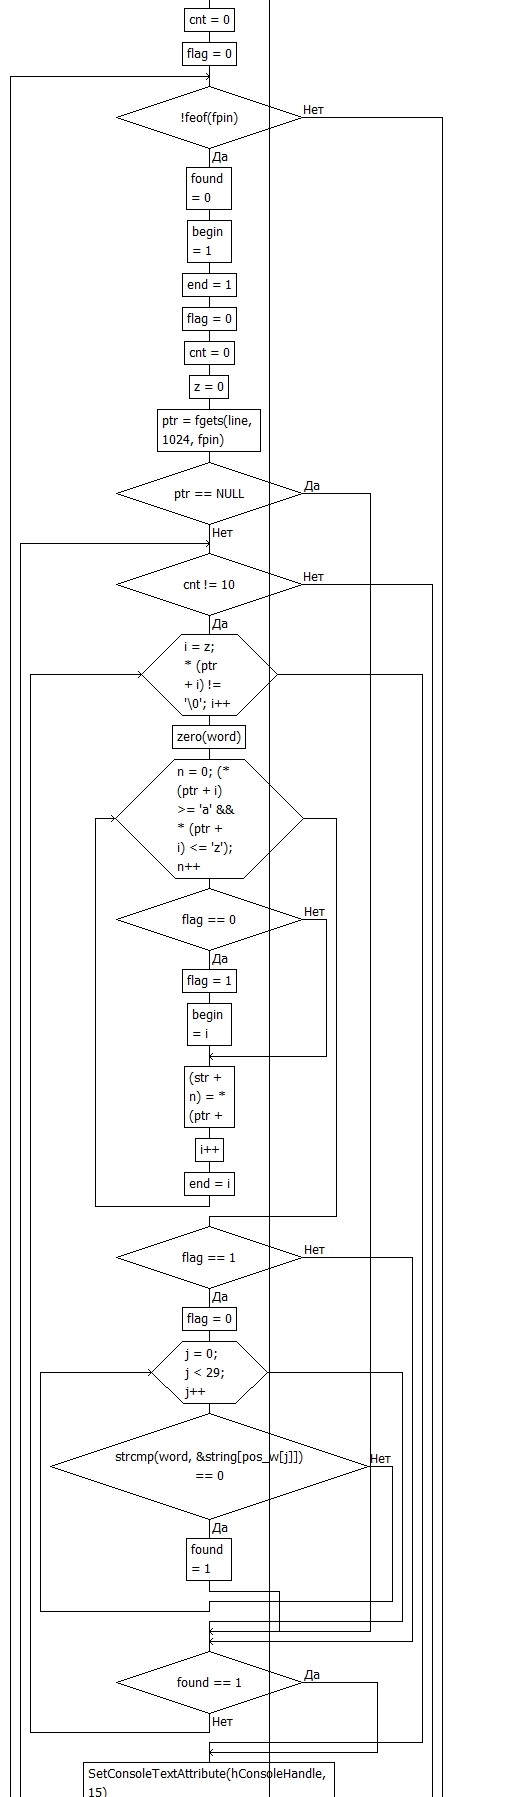 cnt = 0
flag = 0
!feof(fpin)
Нет
Да
found
= 0
begin
= 1
end = 1
flag = 0
cnt = 0
z = 0
ptr = fgets(line,
1024, fpin)
ptr == NULL
Да
Нет
cnt != 10
Нет
Да
i = z;
* (ptr
+ i) !=
'\0'; i++
zero(word)
n = 0; (*
(ptr + i)
>= 'a' &&
* (ptr +
i) <= 'z');
n++
flag == 0
Нет
Да
flag = 1
begin
= i
(str +
n) = *
(ptr +
i++
end = i
flag == 1
Нет
Да
flag = 0
j = 0;
j < 29;
j++
strcmp(word, &string[pos_w[j]])
== 0
Нет
Да
found
= 1
found == 1
Да
Нет
SetConsoleTextAttribute(hConsoleHandle,
15)